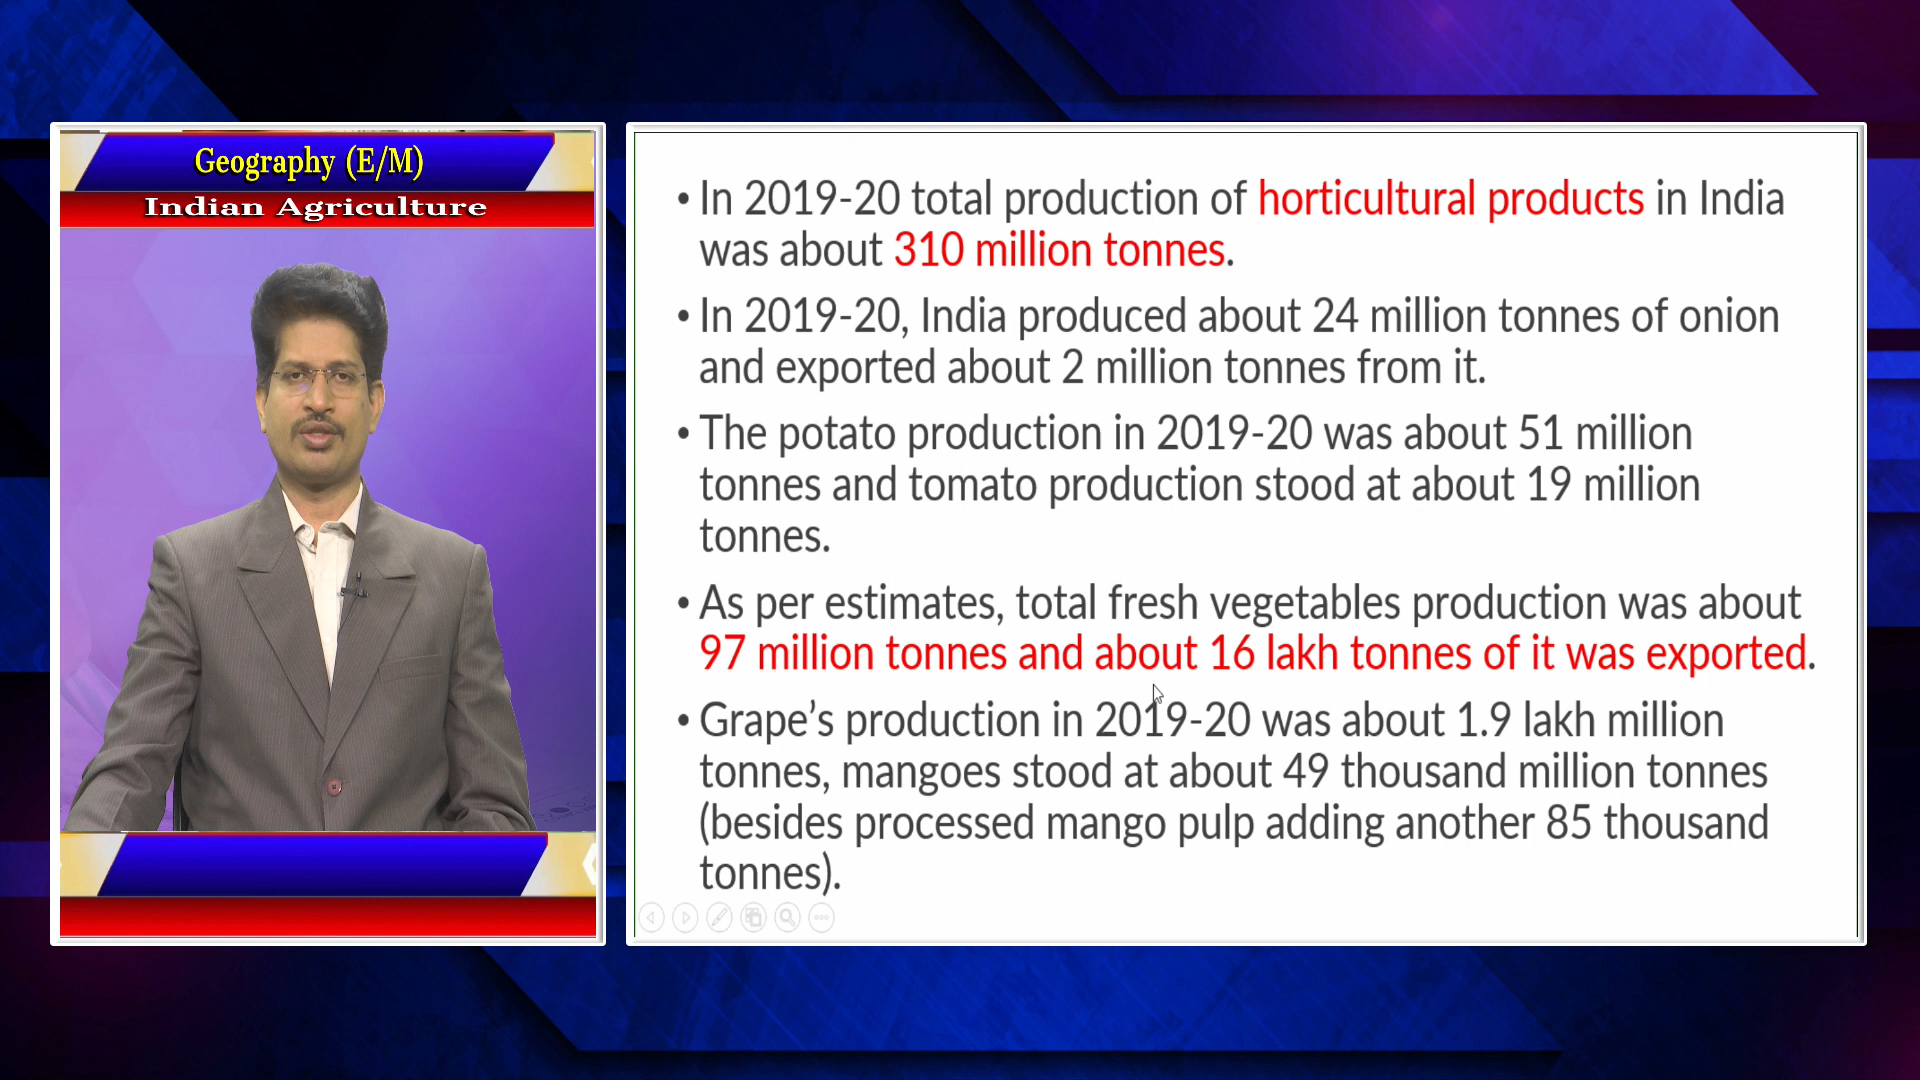 Geography (E/M)
Indian Agriculture
• In 2019-20 total production of horticultural products in India
was about 310 million tonnes.
• In 2019-20, India produced about 24 million tonnes of onion
and exported about 2 million tonnes from it.
• The potato production in 2019-20 was about 51 million
tonnes and tomato production stood at about 19 million
tonnes.
• As per estimates, total fresh vegetables production was about
97 million tonnes and about 16 lakh tonnes of it was exported.
• Grape’s production in 2019-20 was about 1.9 lakh million
tonnes, mangoes stood at about 49 thousand million tonnes
(besides processed mango pulp adding another 85 thousand
tonnes).